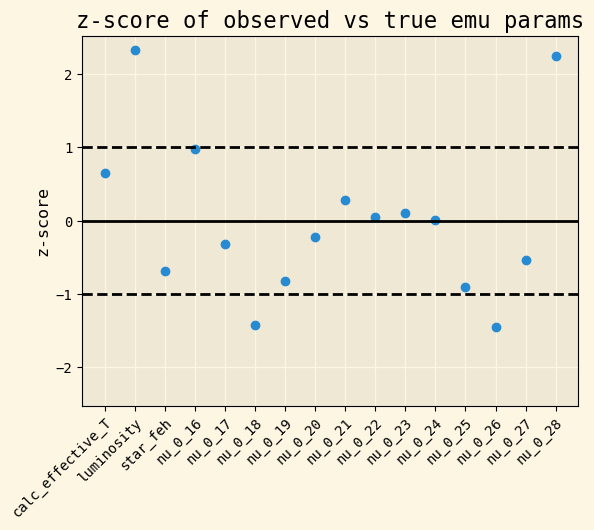 z-score of observed vs true emu params
z-score
2
1
0
−1
−2
calc_effective_T
luminosity
star_feh
nu_0_16
nu_0_17
nu_0_18
nu_0_19
nu_0_20
nu_0_21
nu_0_22
nu_0_23
nu_0_24
nu_0_25
nu_0_26
nu_0_27
nu_0_28